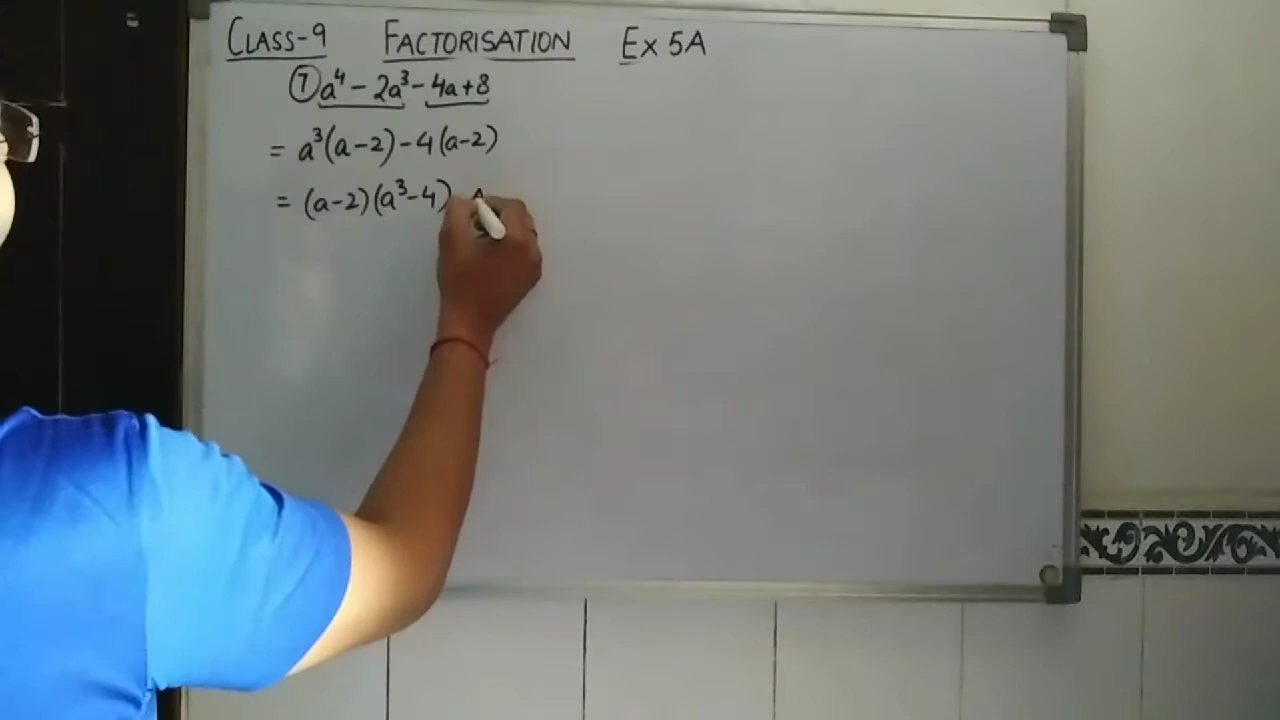 CLASS-9 FACTORISATION Ex 5A
⑦ a⁴ - 2a³ - 4a + 8
= a³(a-2) - 4(a-2)
= (a-2)(a³-4)